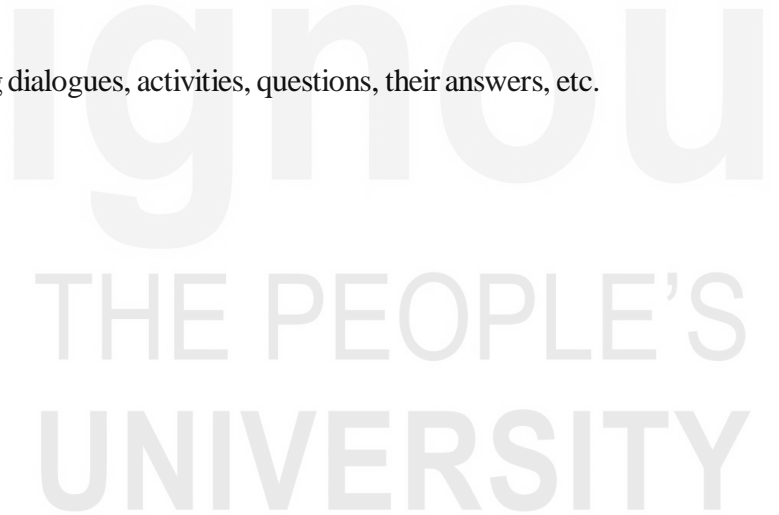 dialogues, activities, questions, their answers, etc.
ignou
THE PEOPLE'S
UNIVERSITY